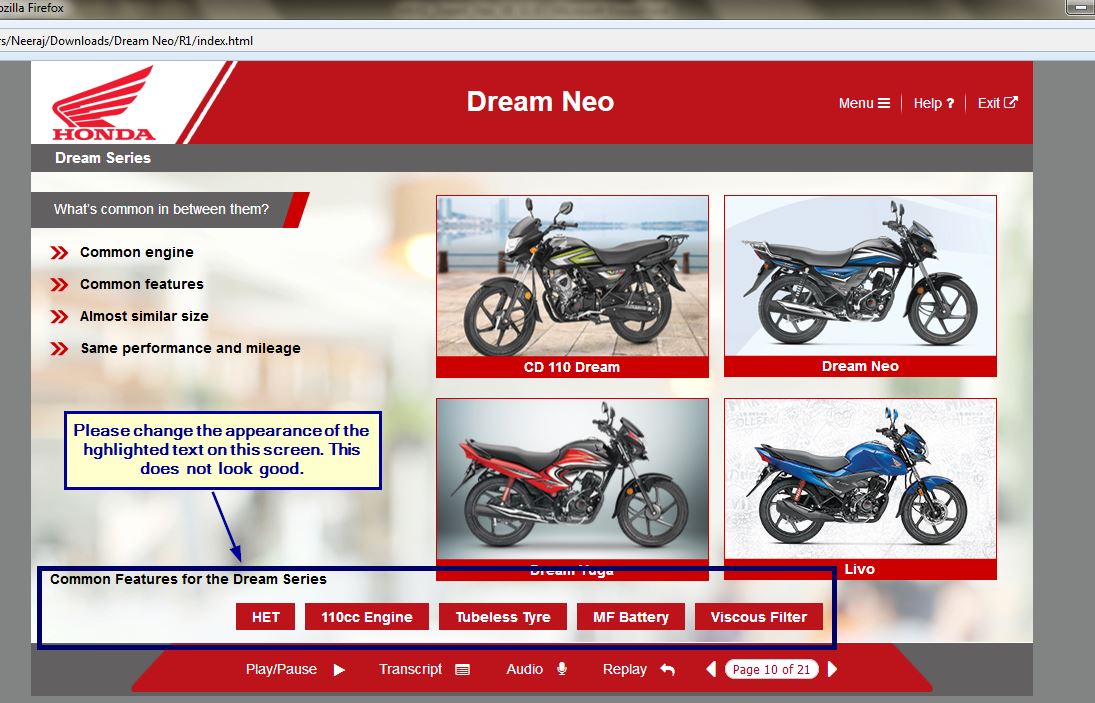 ozilla Firefox
rs/Neeraj/Downloads/Dream Neo/R1/index.html
HONDA
Dream Neo
Menu
Help ?
Exit
Dream Series
What's common in between them?
Common engine
Common features
Almost similar size
Same performance and mileage
CD 110 Dream
Dream Neo
Please change the appearance of the
hghlighted text on this screen. This
does not look good.
Dream Yuga
Livo
Common Features for the Dream Series
HET
110cc Engine
Tubeless Tyre
MF Battery
Viscous Filter
Play/Pause
Transcript
Audio
Replay
Page 10 of 21